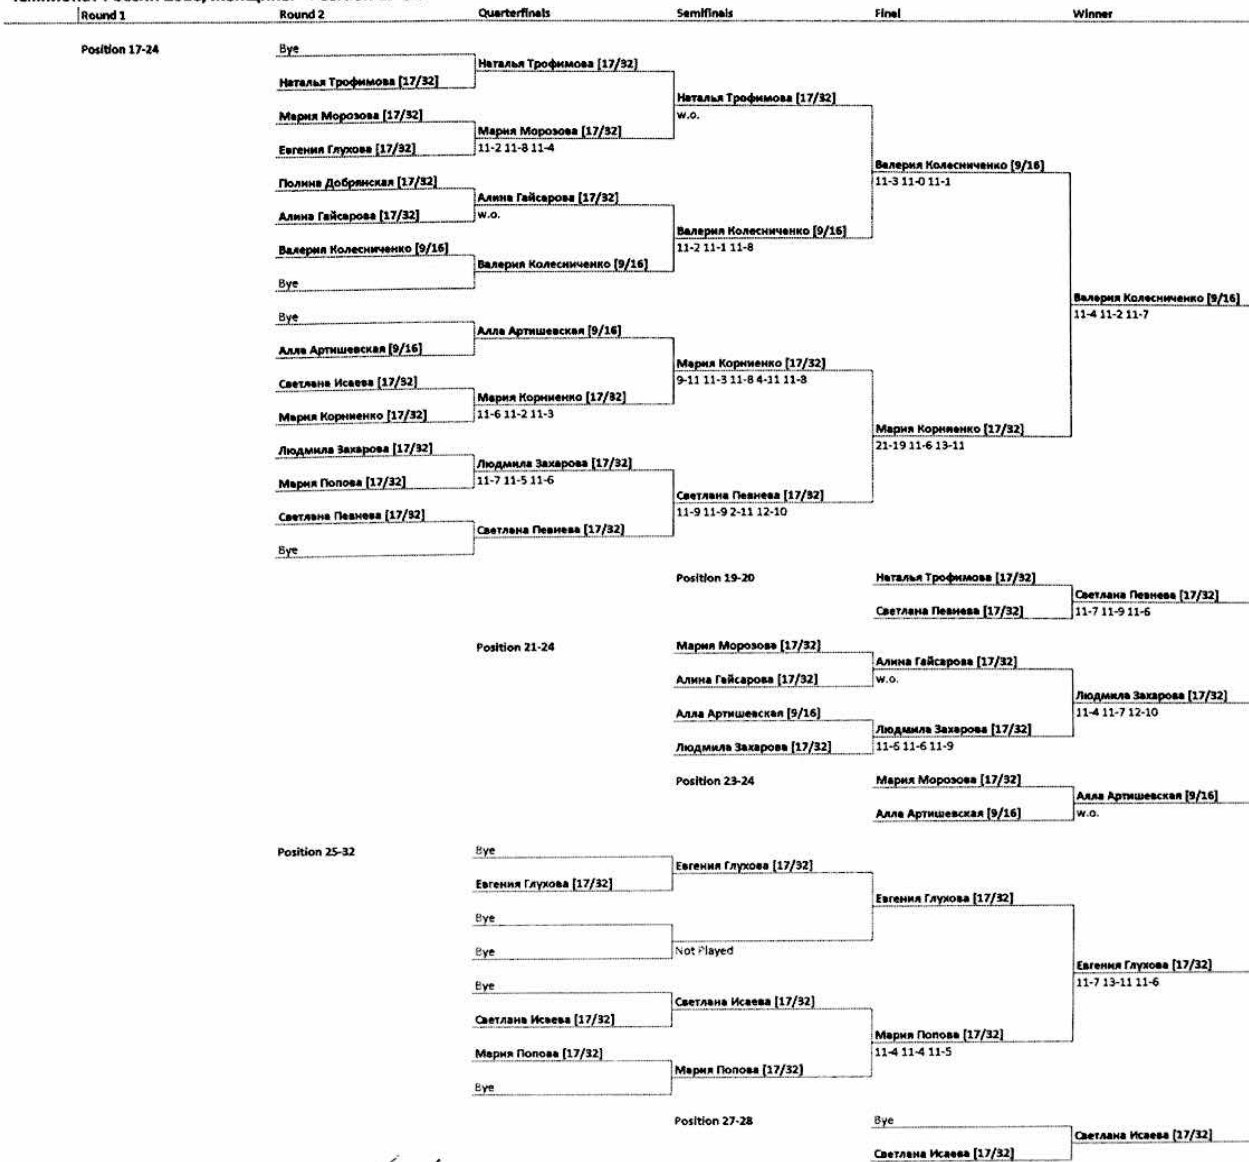 Round 1 Round 2 Quarterfinals Semifinals Final Winner
Position 17-24
Bye
Наталья Трофимова [17/32]
Наталья Трофимова [17/32]
Наталья Трофимова [17/32]
w.o.
Мария Морозова [17/32]
Мария Морозова [17/32]
11-2 11-8 11-4
Евгения Глухова [17/32]
Валерия Колесниченко [9/16]
11-3 11-0 11-1
Полина Добрянская [17/32]
Алина Гайсарова [17/32]
w.o.
Алина Гайсарова [17/32]
Валерия Колесниченко [9/16]
11-2 11-1 11-8
Валерия Колесниченко [9/16]
Валерия Колесниченко [9/16]
Bye
Валерия Колесниченко [9/16]
11-4 11-2 11-7
Bye
Алла Артишевская [9/16]
Алла Артишевская [9/16]
Мария Корниенко [17/32]
9-11 11-3 11-8 4-11 11-8
Светлана Исаева [17/32]
Мария Корниенко [17/32]
11-6 11-2 11-3
Мария Корниенко [17/32]
Мария Корниенко [17/32]
21-19 11-6 13-11
Людмила Захарова [17/32]
Людмила Захарова [17/32]
11-7 11-5 11-6
Мария Попова [17/32]
Светлана Певнева [17/32]
11-9 11-9 2-11 12-10
Светлана Певнева [17/32]
Светлана Певнева [17/32]
Bye
Position 19-20
Наталья Трофимова [17/32]
Светлана Певнева [17/32]
11-7 11-9 11-6
Светлана Певнева [17/32]
Position 21-24
Мария Морозова [17/32]
Алина Гайсарова [17/32]
w.o.
Алина Гайсарова [17/32]
Людмила Захарова [17/32]
11-4 11-7 12-10
Алла Артишевская [9/16]
Людмила Захарова [17/32]
11-6 11-6 11-9
Людмила Захарова [17/32]
Position 23-24
Мария Морозова [17/32]
Алла Артишевская [9/16]
w.o.
Алла Артишевская [9/16]
Position 25-32
Bye
Евгения Глухова [17/32]
Евгения Глухова [17/32]
Евгения Глухова [17/32]
Bye
Not Played
Bye
Евгения Глухова [17/32]
11-7 13-11 11-6
Bye
Светлана Исаева [17/32]
Светлана Исаева [17/32]
Мария Попова [17/32]
11-4 11-4 11-5
Мария Попова [17/32]
Мария Попова [17/32]
Bye
Position 27-28
Bye
Светлана Исаева [17/32]
Светлана Исаева [17/32]